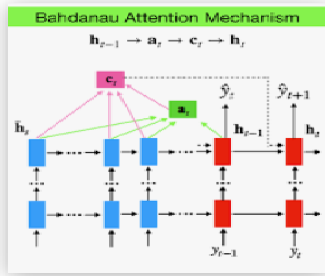 Bahdanau Attention Mechanism
h_{t-1} → a_t → c_t → h_t
c_t
ŷ_t ŷ_{t+1}
a_t
h̄_s h_{t-1} h_t
y_{t-1} y_t